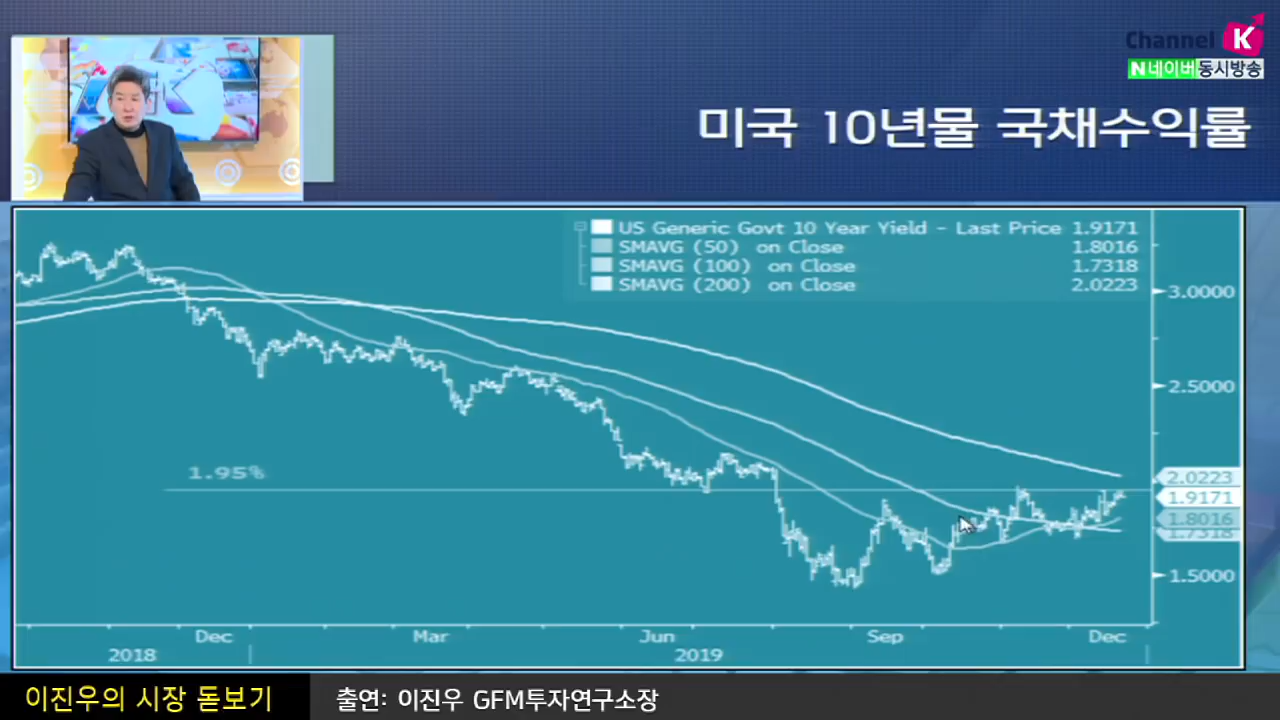 Channel K
N네이버동시방송
미국 10년물 국채수익률
US Generic Govt 10 Year Yield - Last Price 1.9171
SMAVG (50) on Close 1.8016
SMAVG (100) on Close 1.7318
SMAVG (200) on Close 2.0223
3.0000
2.5000
1.95%
2.0223
1.9171
1.8016
1.7318
1.5000
Dec Mar Jun Sep Dec
2018 2019
이진우의 시장 돋보기
출연: 이진우 GFM투자연구소장